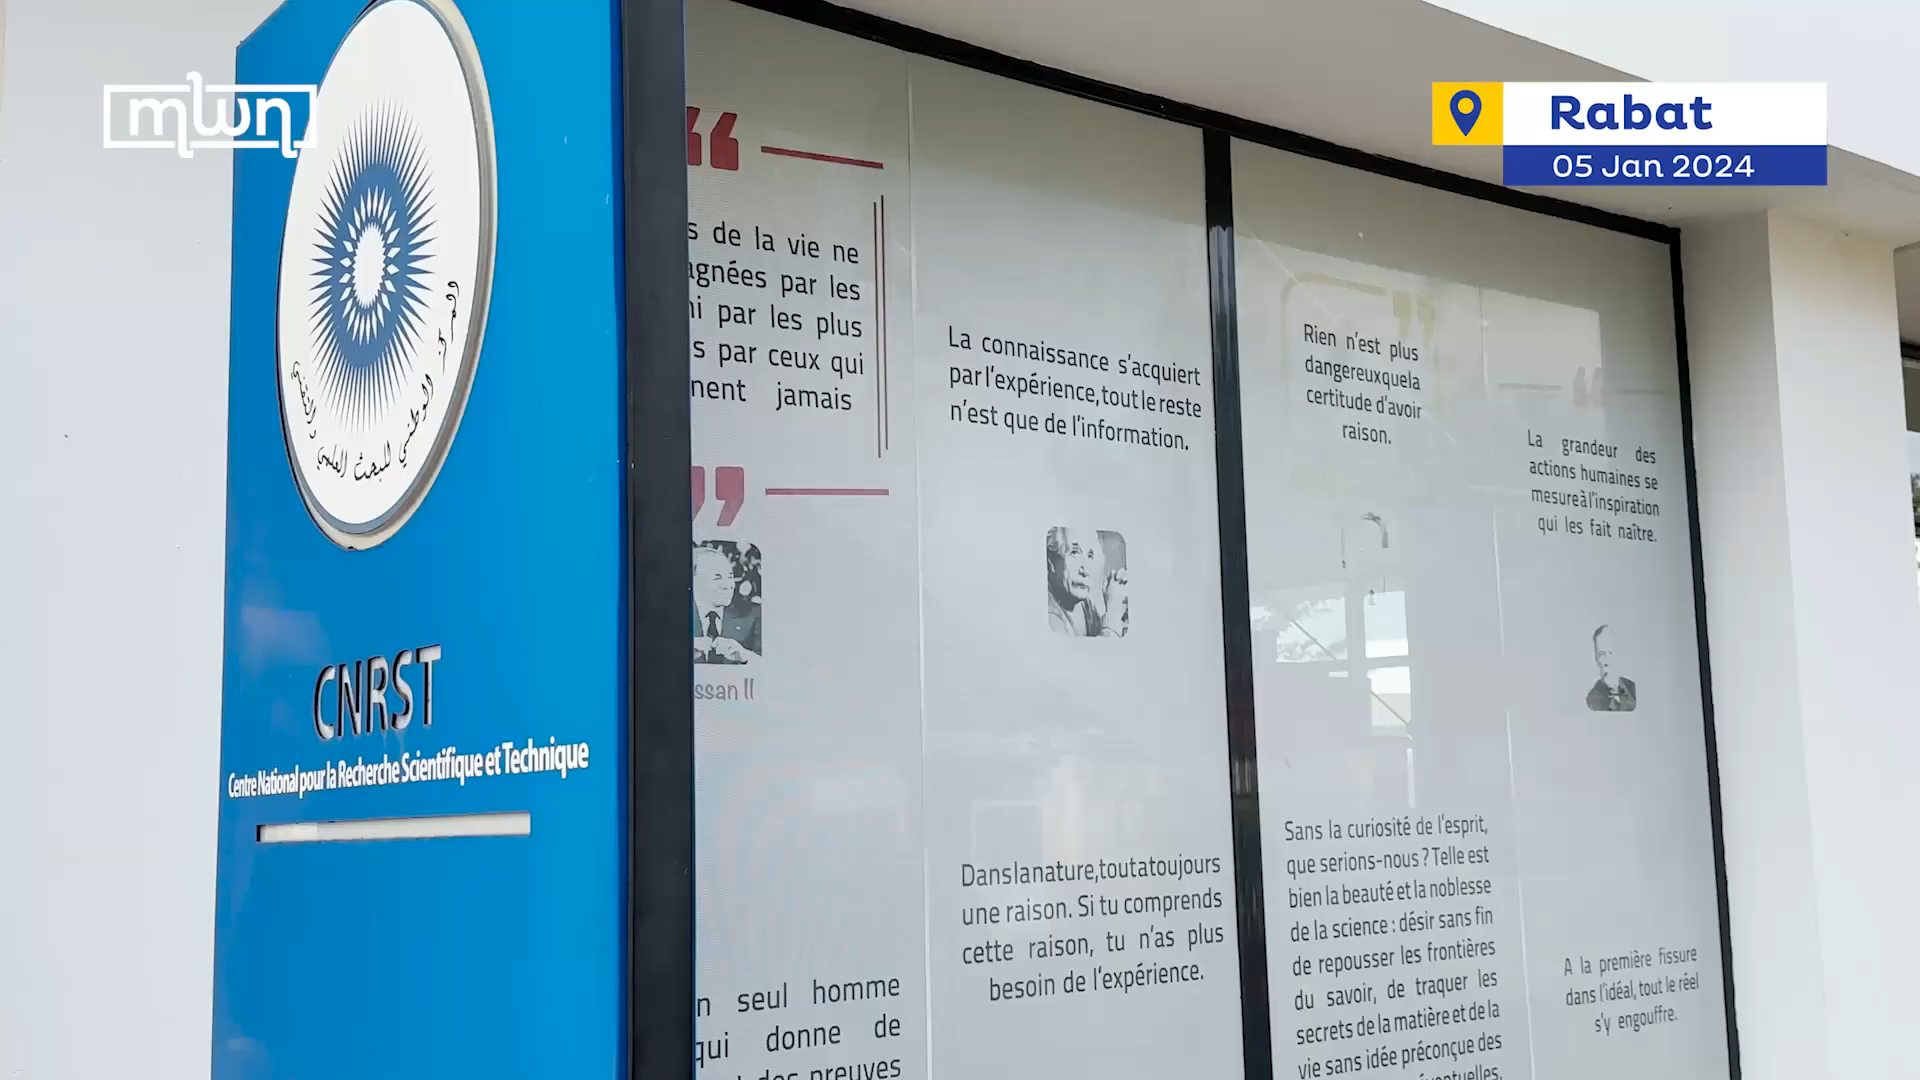 mwn
Rabat
05 Jan 2024
المركز الوطني للبحث العلمي والتقني
CNRST
Centre National pour la Recherche Scientifique et Technique
“
s de la vie ne
agnées par les
ni par les plus
s par ceux qui
nent jamais
”
ssan II
n seul homme
qui donne de
des preuves
La connaissance s'acquiert
par l'expérience, tout le reste
n'est que de l'information.
Dans la nature, tout a toujours
une raison. Si tu comprends
cette raison, tu n'as plus
besoin de l'expérience.
Rien n'est plus
dangereux que la
certitude d'avoir
raison.
Sans la curiosité de l'esprit,
que serions-nous ? Telle est
bien la beauté et la noblesse
de la science : désir sans fin
de repousser les frontières
du savoir, de traquer les
secrets de la matière et de la
vie sans idée préconçue des
La grandeur des
actions humaines se
mesure à l'inspiration
qui les fait naître.
A la première fissure
dans l'idéal, tout le réel
s'y engouffre.